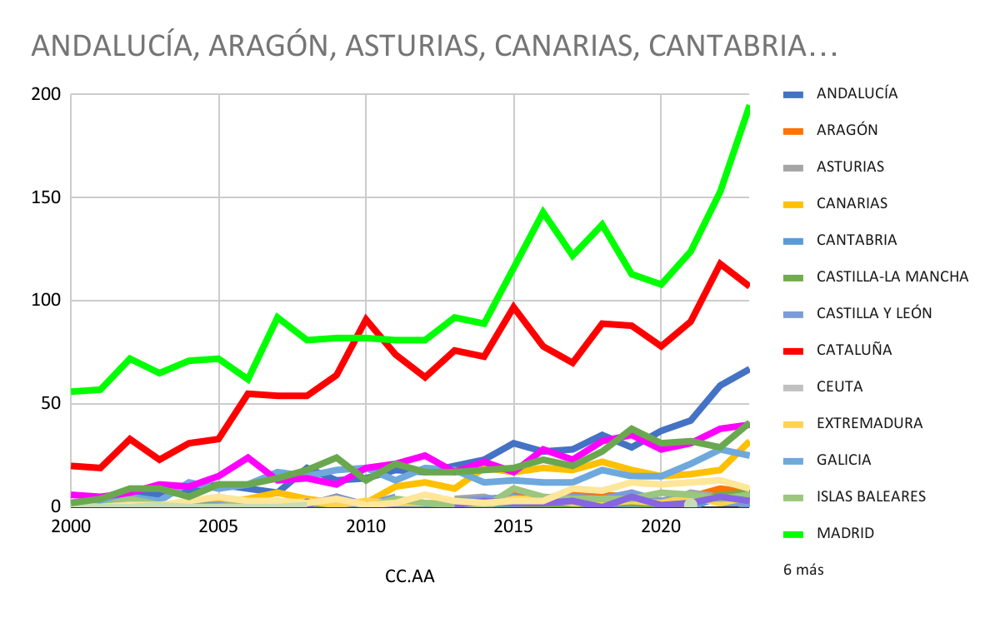 ANDALUCÍA, ARAGÓN, ASTURIAS, CANARIAS, CANTABRIA…
200
150
100
50
0
2000
2005
2010
2015
2020
CC.AA
ANDALUCÍA
ARAGÓN
ASTURIAS
CANARIAS
CANTABRIA
CASTILLA-LA MANCHA
CASTILLA Y LEÓN
CATALUÑA
CEUTA
EXTREMADURA
GALICIA
ISLAS BALEARES
MADRID
6 más